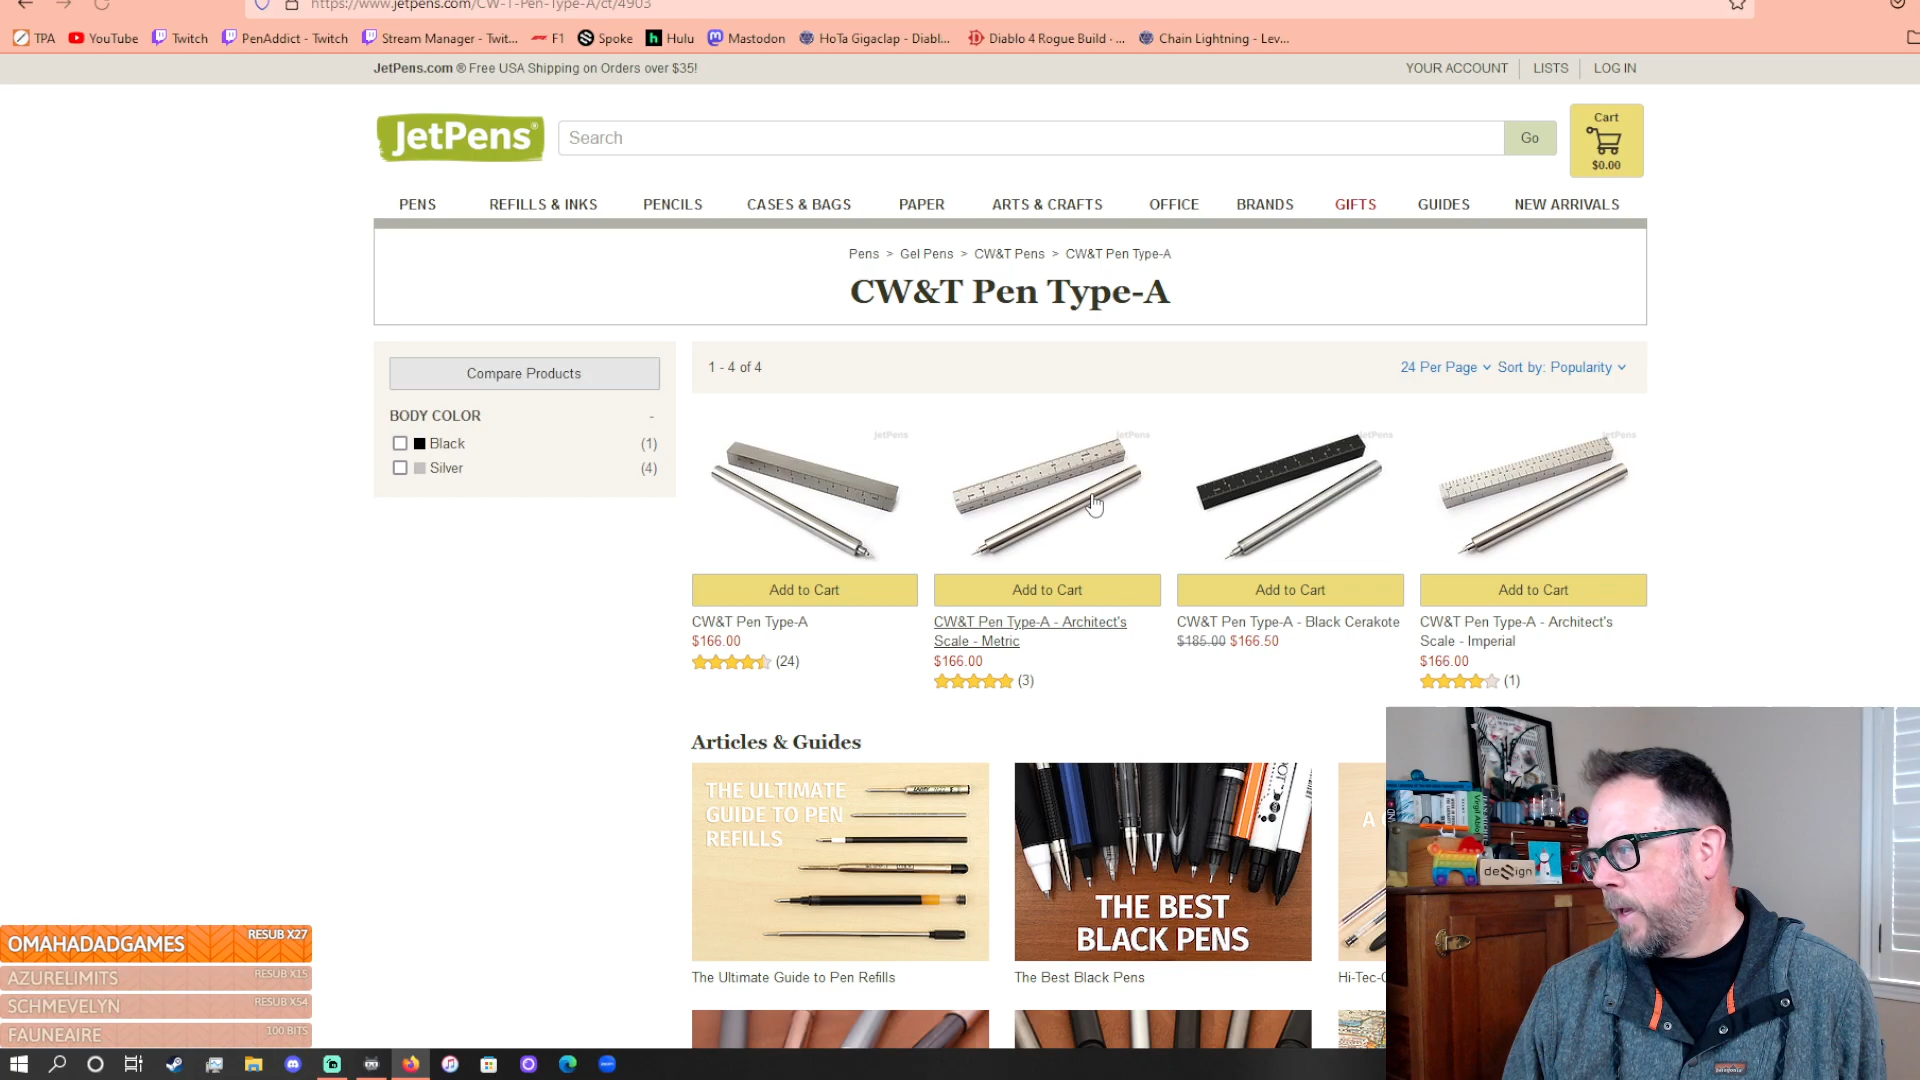 https://www.jetpens.com/CW-T-Pen-Type-A/ct/4903
TPA
YouTube
Twitch
PenAddict - Twitch
Stream Manager - Twit...
F1
Spoke
Hulu
Mastodon
HoTa Gigaclap - Diabl...
Diablo 4 Rogue Build - ...
Chain Lightning - Lev...
JetPens.com ® Free USA Shipping on Orders over $35!
YOUR ACCOUNT
LISTS
LOG IN
JetPens®
Search
Go
Cart
$0.00
PENS
REFILLS & INKS
PENCILS
CASES & BAGS
PAPER
ARTS & CRAFTS
OFFICE
BRANDS
GIFTS
GUIDES
NEW ARRIVALS
Pens > Gel Pens > CW&T Pens > CW&T Pen Type-A
CW&T Pen Type-A
Compare Products
BODY COLOR -
Black (1)
Silver (4)
1 - 4 of 4
24 Per Page
Sort by: Popularity
JetPens
JetPens
JetPens
JetPens
Add to Cart
Add to Cart
Add to Cart
Add to Cart
CW&T Pen Type-A
$166.00
(24)
CW&T Pen Type-A - Architect's
Scale - Metric
$166.00
(3)
CW&T Pen Type-A - Black Cerakote
$185.00 $166.50
CW&T Pen Type-A - Architect's
Scale - Imperial
$166.00
(1)
Articles & Guides
THE ULTIMATE
GUIDE TO PEN
REFILLS
THE BEST
BLACK PENS
A
The Ultimate Guide to Pen Refills
The Best Black Pens
Hi-Tec-C
OMAHADADGAMES RESUB X27
AZURELIMITS RESUB X15
SCHMEVELYN RESUB X54
FAUNEAIRE 100 BITS
Virgil Abloh
patagonia